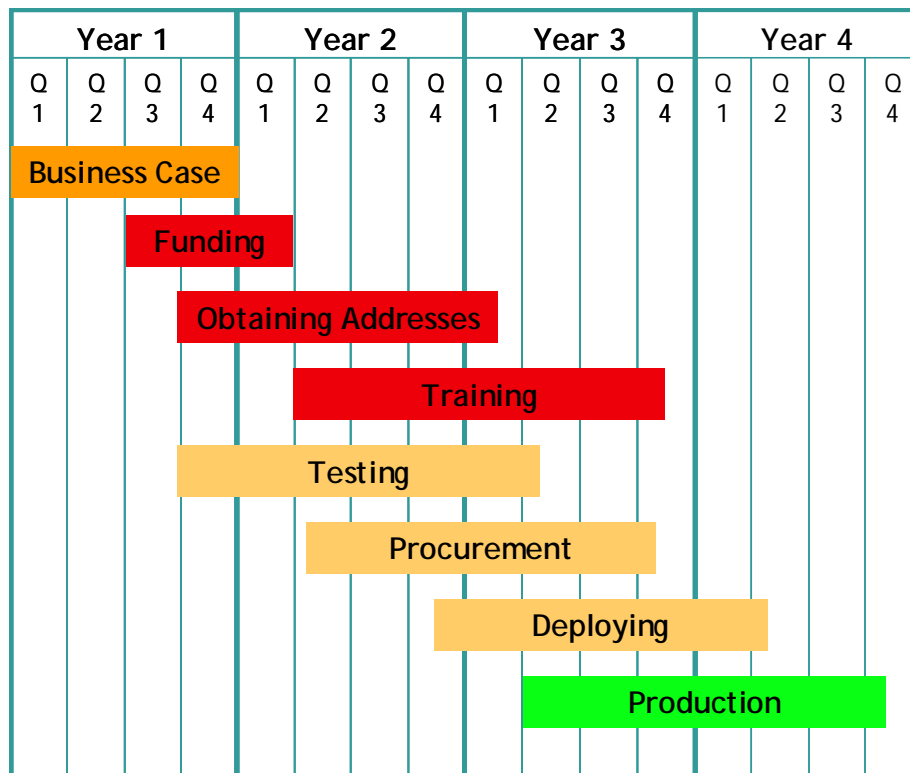 Year 1 Year 2 Year 3 Year 4
Q Q Q Q Q Q Q Q Q Q Q Q Q Q Q Q
1 2 3 4 1 2 3 4 1 2 3 4 1 2 3 4
Business Case
Funding
Obtaining Addresses
Training
Testing
Procurement
Deploying
Production